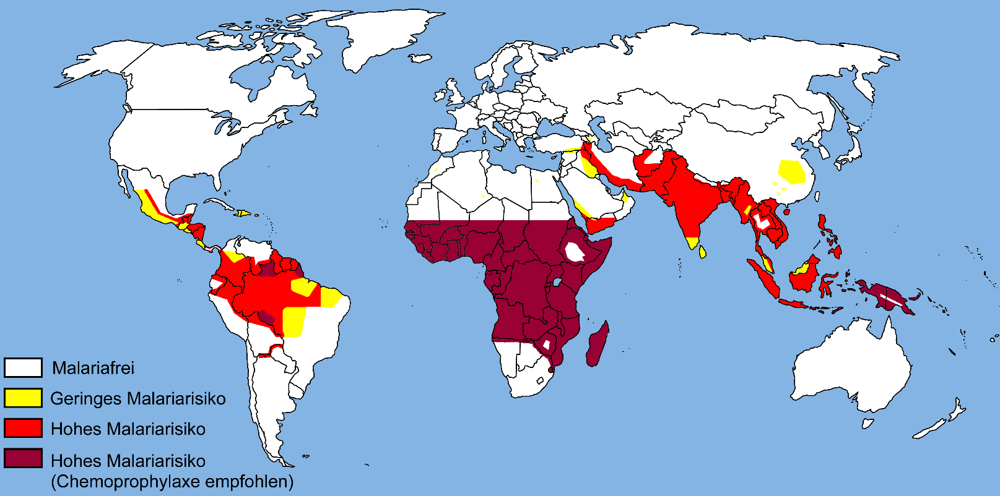 Malariafrei
Geringes Malariarisiko
Hohes Malariarisiko
Hohes Malariarisiko
(Chemoprophylaxe empfohlen)